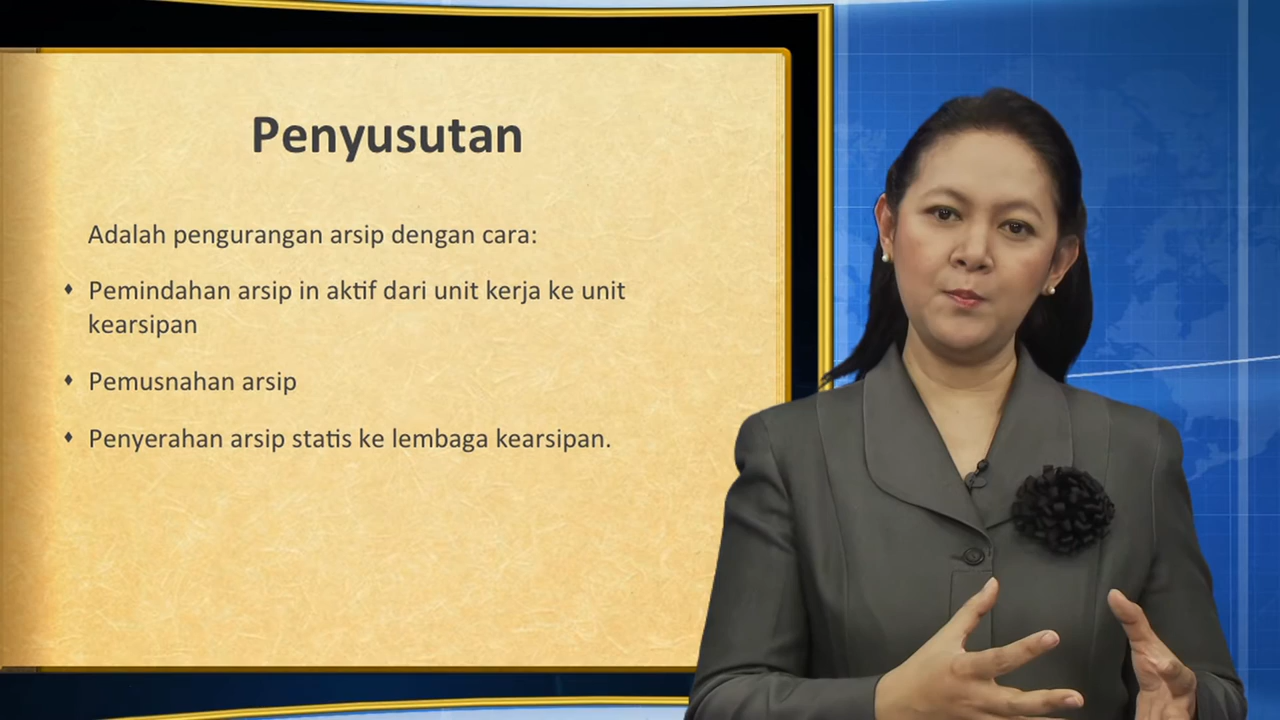 Penyusutan
Adalah pengurangan arsip dengan cara:
♦ Pemindahan arsip in aktif dari unit kerja ke unit
kearsipan
♦ Pemusnahan arsip
♦ Penyerahan arsip statis ke lembaga kearsipan.